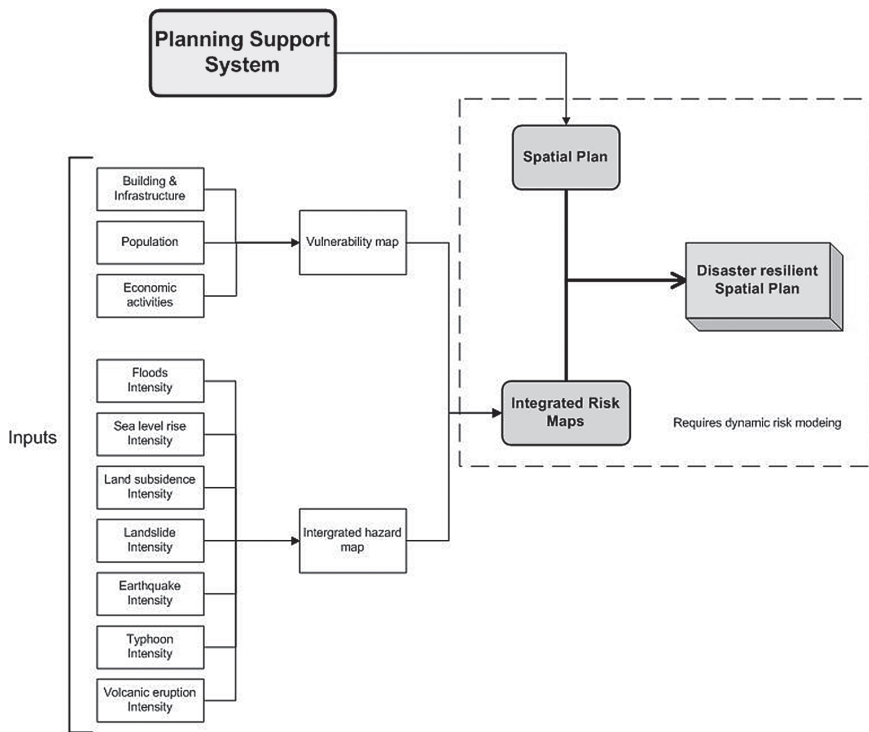 Planning Support
System
Spatial Plan
Building &
Infrastructure
Population
Vulnerability map
Economic
activities
Disaster resilient
Spatial Plan
Floods
Intensity
Integrated Risk
Maps
Requires dynamic risk modeing
Inputs
Sea level rise
Intensity
Land subsidence
Intensity
Landslide
Intensity
Intergrated hazard
map
Earthquake
Intensity
Typhoon
Intensity
Volcanic eruption
Intensity